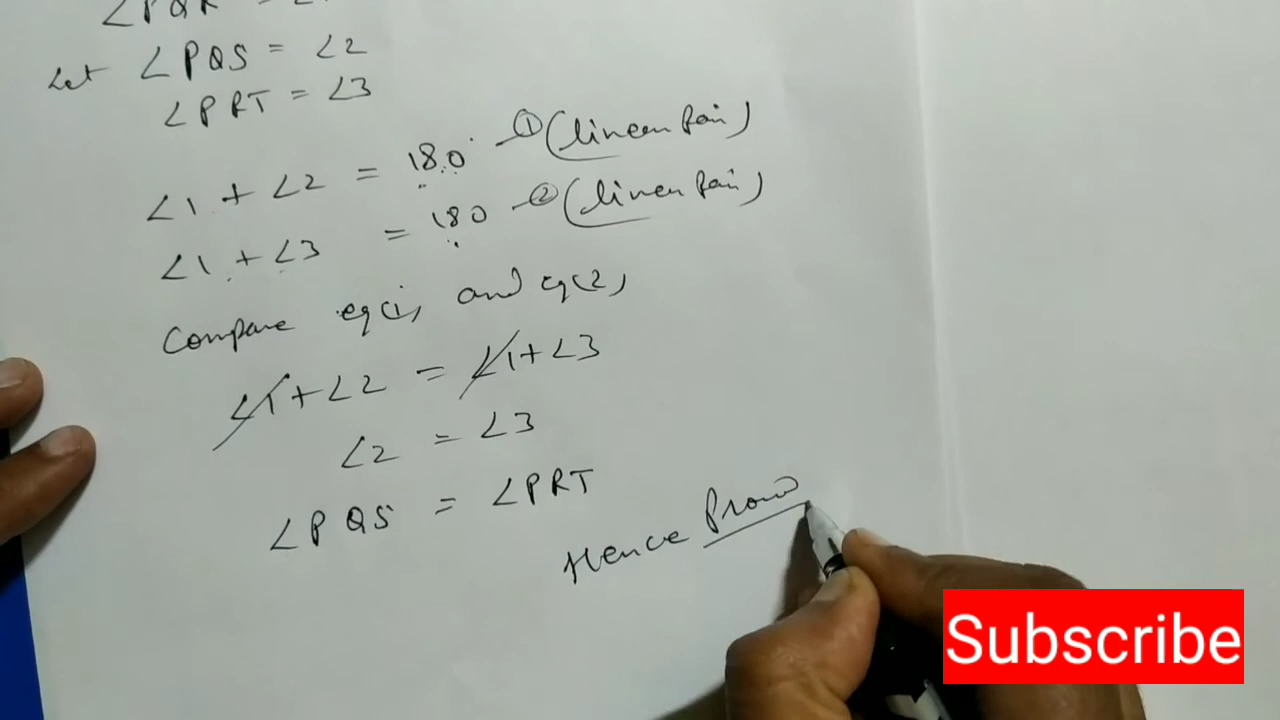 ∠PQR =
Let ∠PQS = ∠2
∠PRT = ∠3
∠1 + ∠2 = 180° —① (linear Pair)
∠1 + ∠3 = 180 —② (linear Pair)
Compare eq(1) and eq(2)
∠1 + ∠2 = ∠1 + ∠3
∠2 = ∠3
∠PQS = ∠PRT
Hence Proved
Subscribe